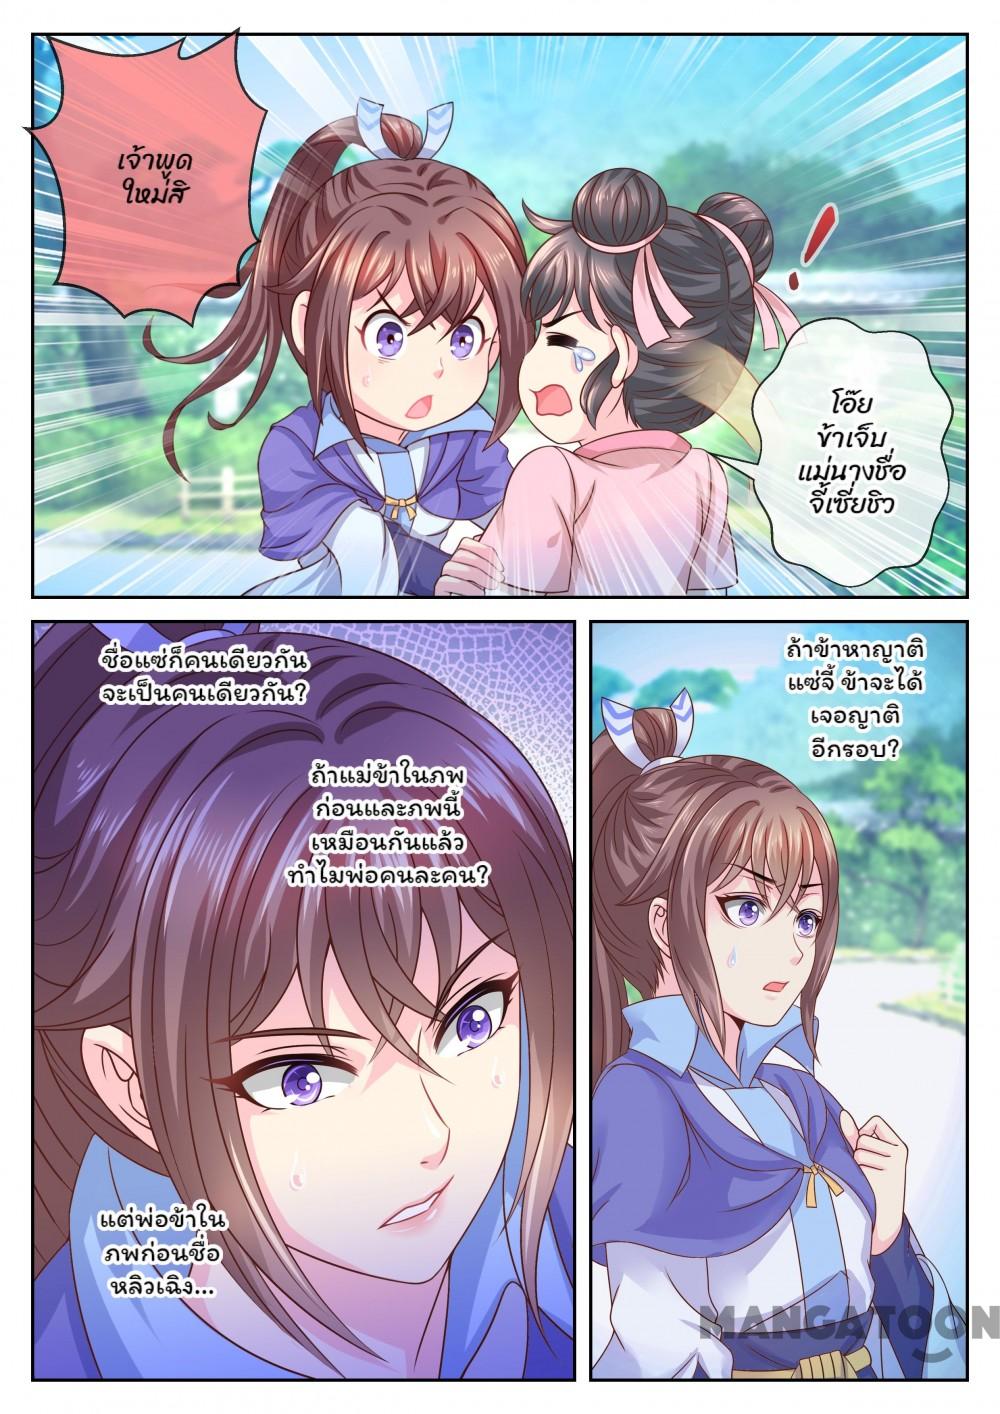 เจ้าพูด
ใหม่สิ
โอ๊ย
ข้าเจ็บ
แม่นางชื่อ
จี้เซี่ยชิว
ชื่อแซ่ก็คนเดียวกัน
จะเป็นคนเดียวกัน?
ถ้าแม่ข้าในภพ
ก่อนและภพนี้
เหมือนกันแล้ว
ทำไมพ่อคนละคน?
แต่พ่อข้าใน
ภพก่อนชื่อ
หลิวเฉิง...
ถ้าข้าหาญาติ
แซ่จี้ ข้าจะได้
เจอญาติ
อีกรอบ?
MANGATOON